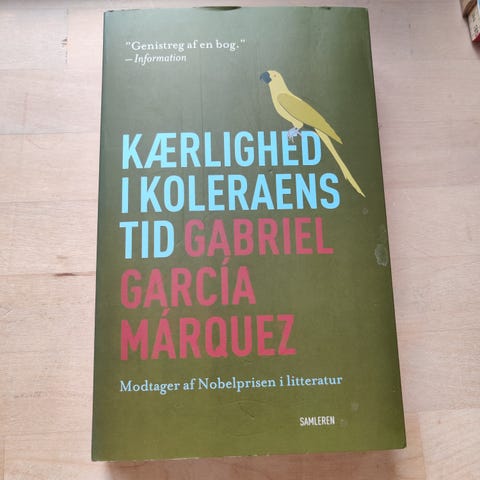 "Genistreg af en bog."
– Information
KÆRLIGHED
I KOLERAENS
TID GABRIEL
GARCÍA
MÁRQUEZ
Modtager af Nobelprisen i litteratur
SAMLEREN